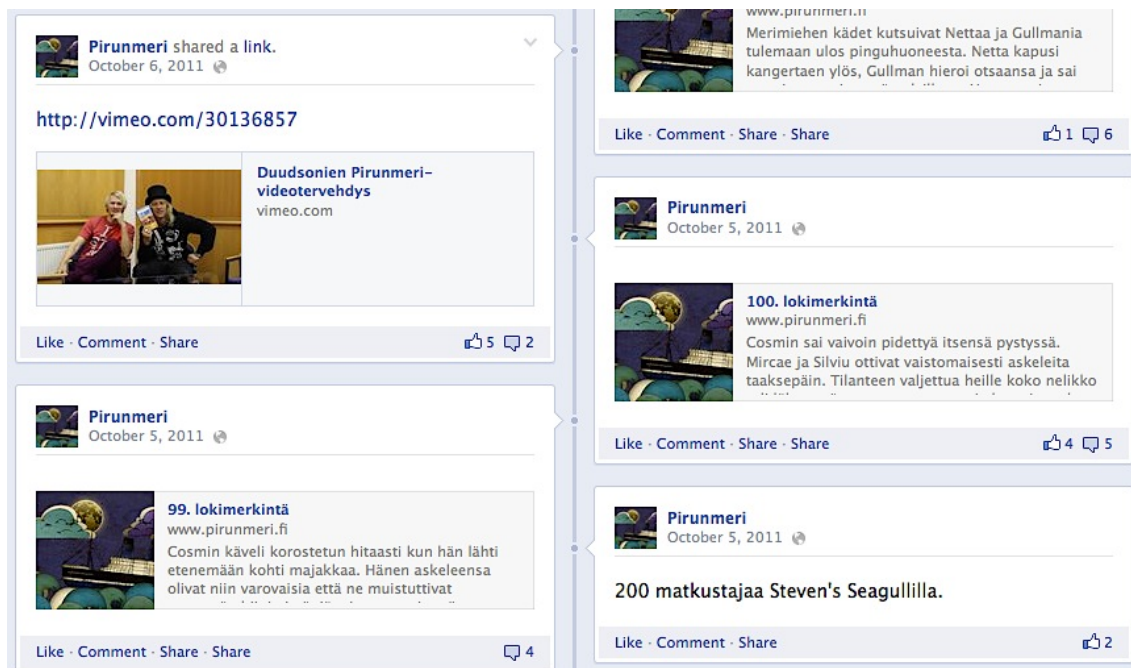 Pirunmeri shared a link.
October 6, 2011
http://vimeo.com/30136857
Duudsonien Pirunmeri-
videotervehdys
vimeo.com
Like · Comment · Share
5 2
Pirunmeri
October 5, 2011
99. lokimerkintä
www.pirunmeri.fi
Cosmin käveli korostetun hitaasti kun hän lähti
etenemään kohti majakkaa. Hänen askeleensa
olivat niin varovaisia että ne muistuttivat
Like · Comment · Share · Share
4
www.pirunmeri.fi
Merimiehen kädet kutsuivat Nettaa ja Gullmania
tulemaan ulos pinguhuoneesta. Netta kapusi
kangertaen ylös, Gullman hieroi otsaansa ja sai
Like · Comment · Share · Share
1 6
Pirunmeri
October 5, 2011
100. lokimerkintä
www.pirunmeri.fi
Cosmin sai vaivoin pidettyä itsensä pystyssä.
Mircae ja Silviu ottivat vaistomaisesti askeleita
taaksepäin. Tilanteen valjettua heille koko nelikko
Like · Comment · Share · Share
4 5
Pirunmeri
October 5, 2011
200 matkustajaa Steven's Seagullilla.
Like · Comment · Share
2